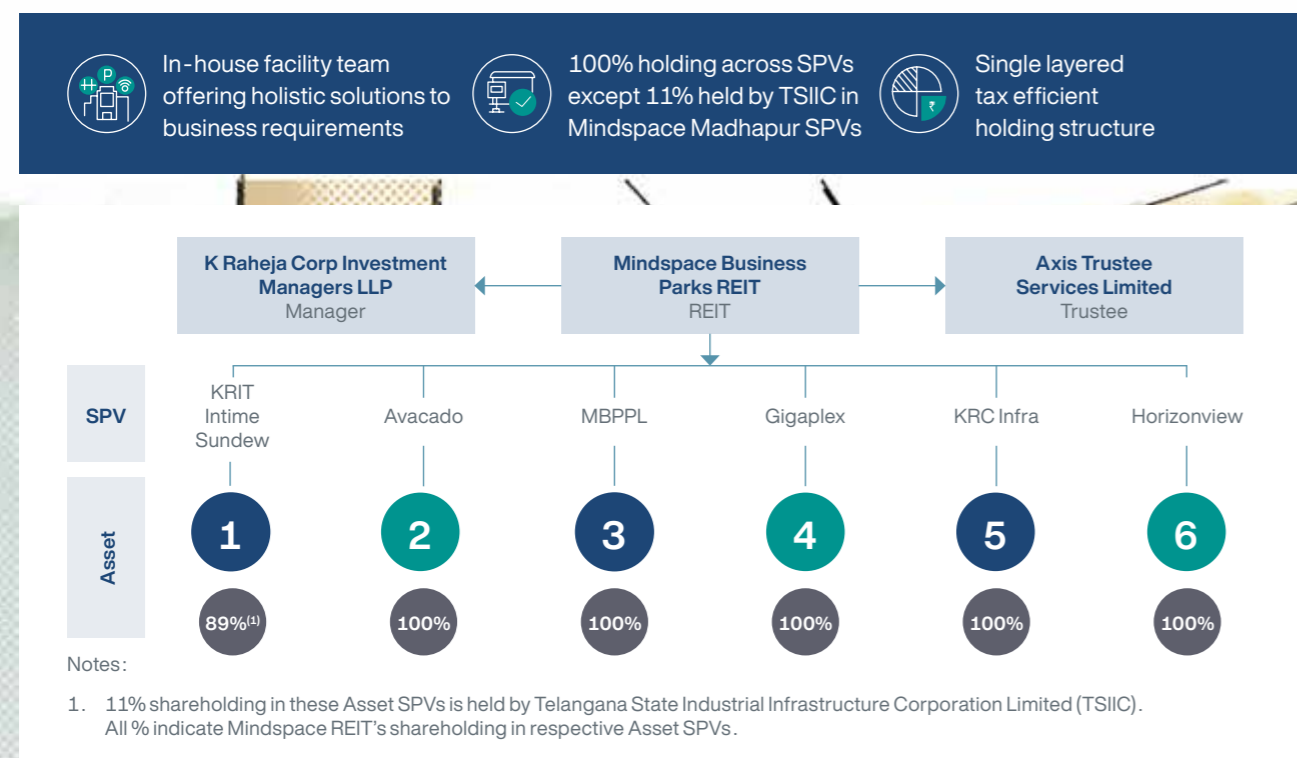 In-house facility team
offering holistic solutions to
business requirements
100% holding across SPVs
except 11% held by TSIIC in
Mindspace Madhapur SPVs
Single layered
tax efficient
holding structure
P
₹
K Raheja Corp Investment
Managers LLP
Manager
Mindspace Business
Parks REIT
REIT
Axis Trustee
Services Limited
Trustee
SPV
KRIT
Intime
Sundew
Avacado
MBPPL
Gigaplex
KRC Infra
Horizonview
Asset
1
2
3
4
5
6
89%(1)
100%
100%
100%
100%
100%
Notes:
1. 11% shareholding in these Asset SPVs is held by Telangana State Industrial Infrastructure Corporation Limited (TSIIC).
All % indicate Mindspace REIT's shareholding in respective Asset SPVs.